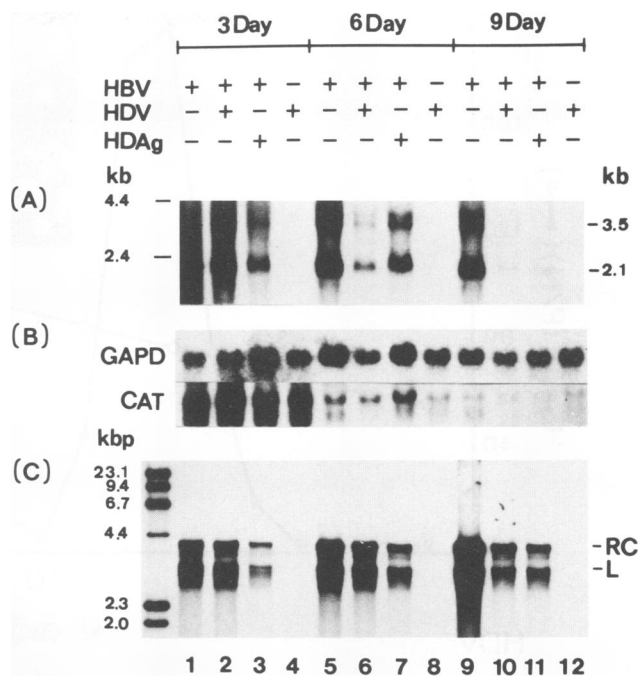 3Day 6Day 9Day
HBV + + + − + + + − + + + −
HDV − + − + − + − + − + − +
HDAg − − + − − − + − − − + −
kb kb
(A)
4.4 –
2.4 –
- 3.5
- 2.1
(B)
GAPD
CAT
kbp
(C)
23.1
9.4
6.7
4.4
2.3
2.0
-RC
-L
1 2 3 4 5 6 7 8 9 10 11 12